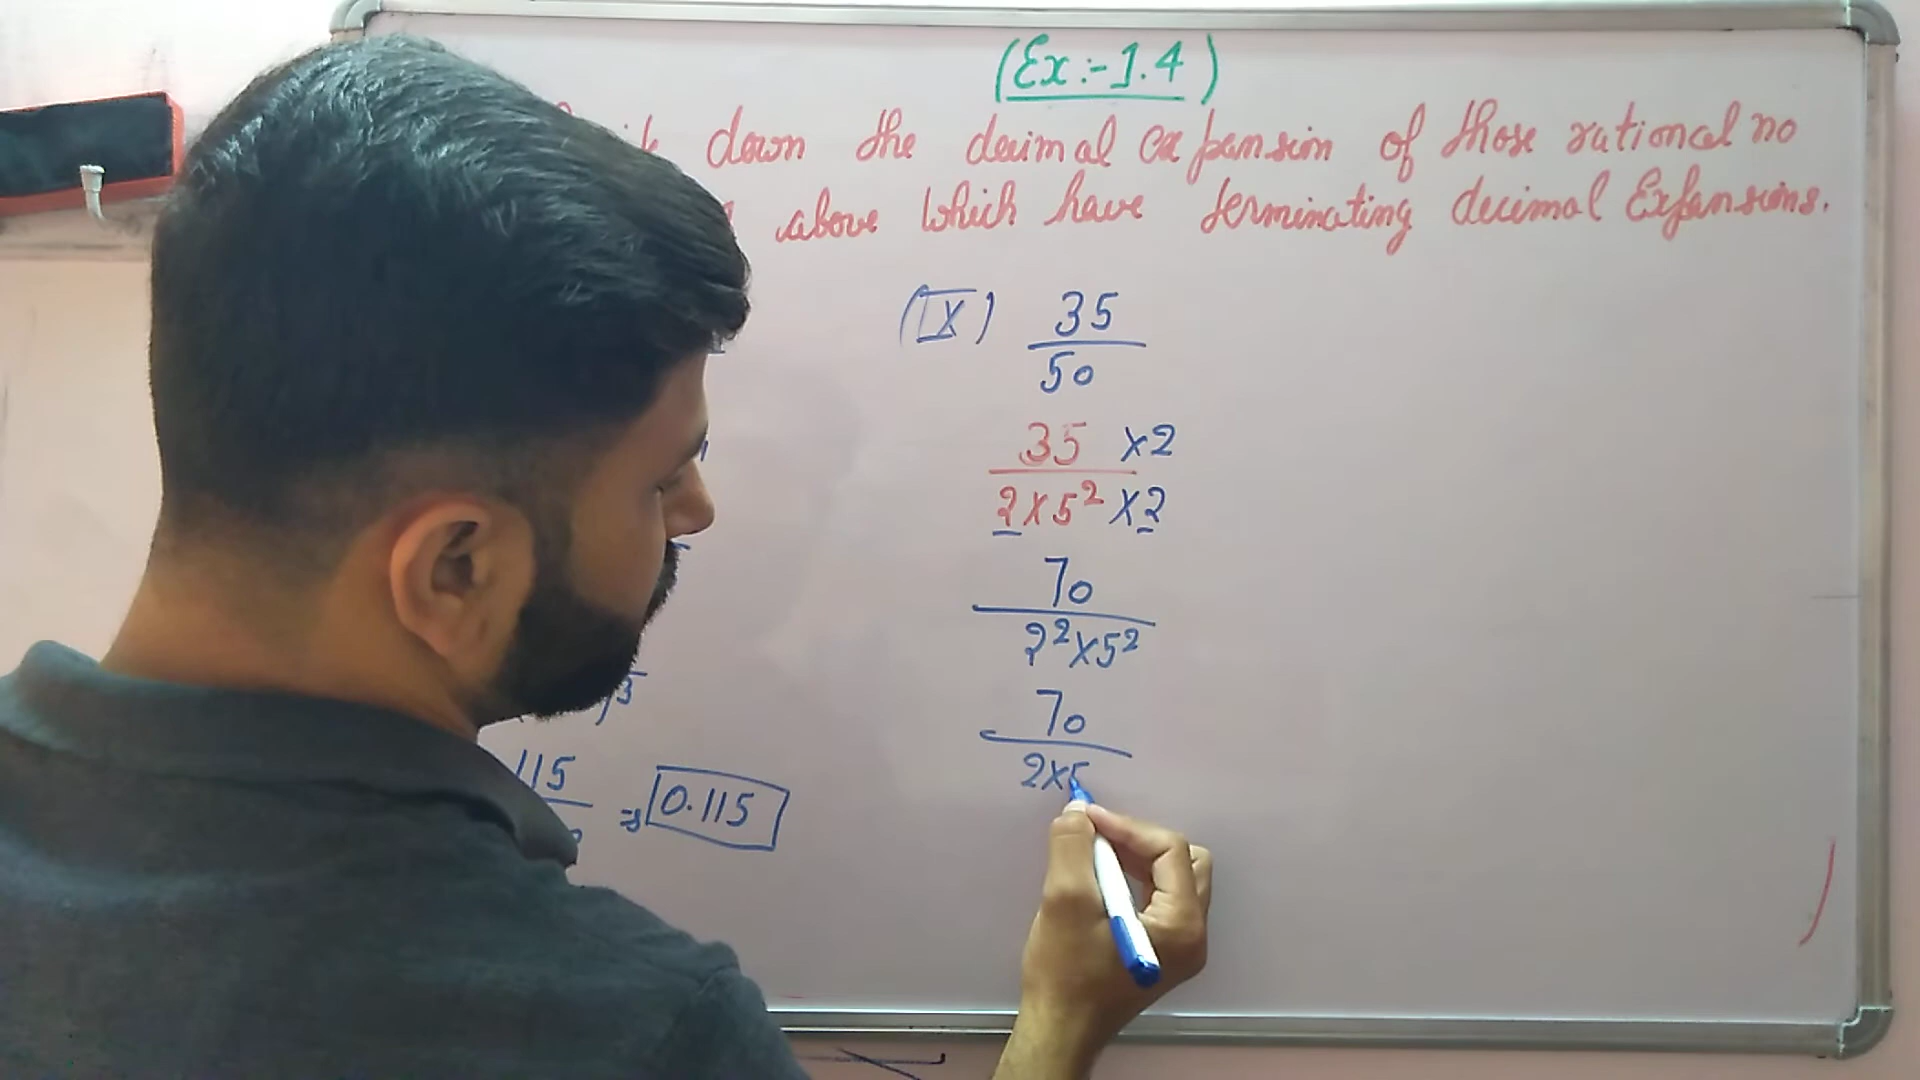 (Ex:-1.4)
down the decimal expansion of those rational no
above which have terminating decimal Expansions.
(IX) 35
50
35 ×2
2×5² ×2
70
2²×5²
70
2×5
3
115
⇒ 0.115